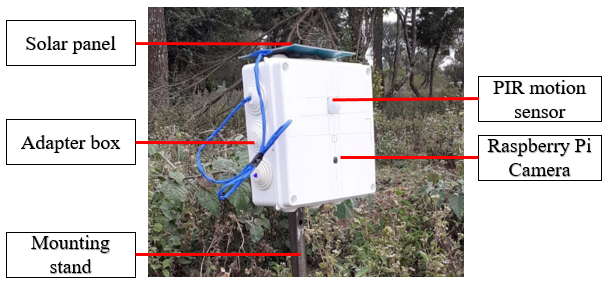 Solar panel
Adapter box
Mounting
stand
PIR motion
sensor
Raspberry Pi
Camera